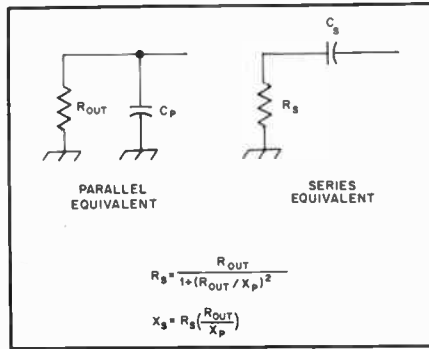 C_S
R_OUT
C_P
R_S
PARALLEL EQUIVALENT
SERIES EQUIVALENT
R_S = R_OUT / 1+(R_OUT/X_P)^2
X_S = R_S(R_OUT/X_P)